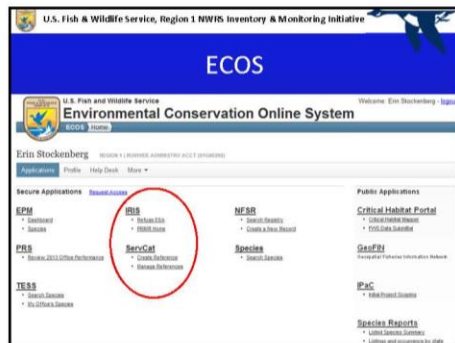 U.S. Fish & Wildlife Service, Region 1 NWRS Inventory & Monitoring Initiative
ECOS
U.S. Fish and Wildlife Service
Environmental Conservation Online System
Welcome: Erin Stockenberg - logout
ECOS Home
Erin Stockenberg
Applications Profile Help Desk More
Secure Applications Request Access
Public Applications
EPM
Dashboard
Species
IRIS
Refuge ESA
PRIMR Home
NFSR
Search Registry
Create a New Record
Critical Habitat Portal
Critical Habitat Mapper
FWS Data Submittal
PRS
Review 2013 Office Performance
ServCat
Create Reference
Manage References
Species
Search Species
GeoFIN
Geospatial Fisheries Information Network
TESS
Search Species
My Office's Species
IPaC
Initial Project Scoping
Species Reports
Listed Species Summary
Listings and occurrence by state